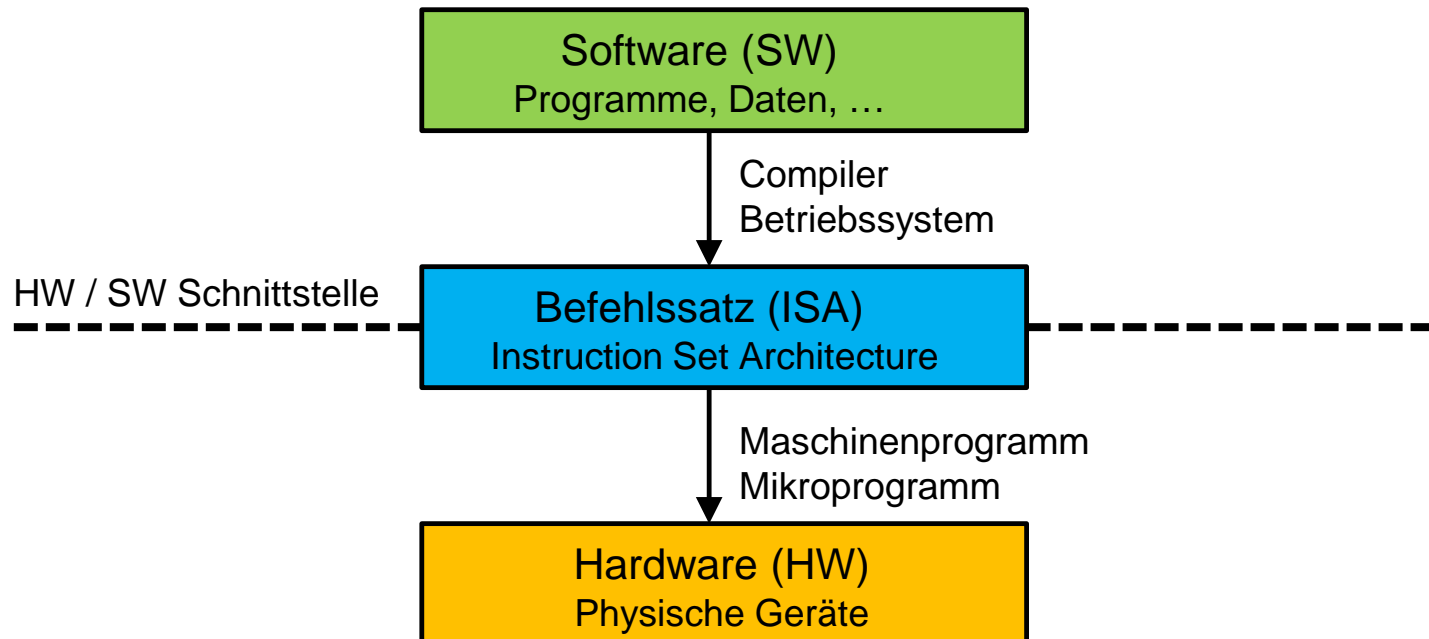 Software (SW)
Programme, Daten, …
Compiler
Betriebssystem
HW / SW Schnittstelle
Befehlssatz (ISA)
Instruction Set Architecture
Maschinenprogramm
Mikroprogramm
Hardware (HW)
Physische Geräte